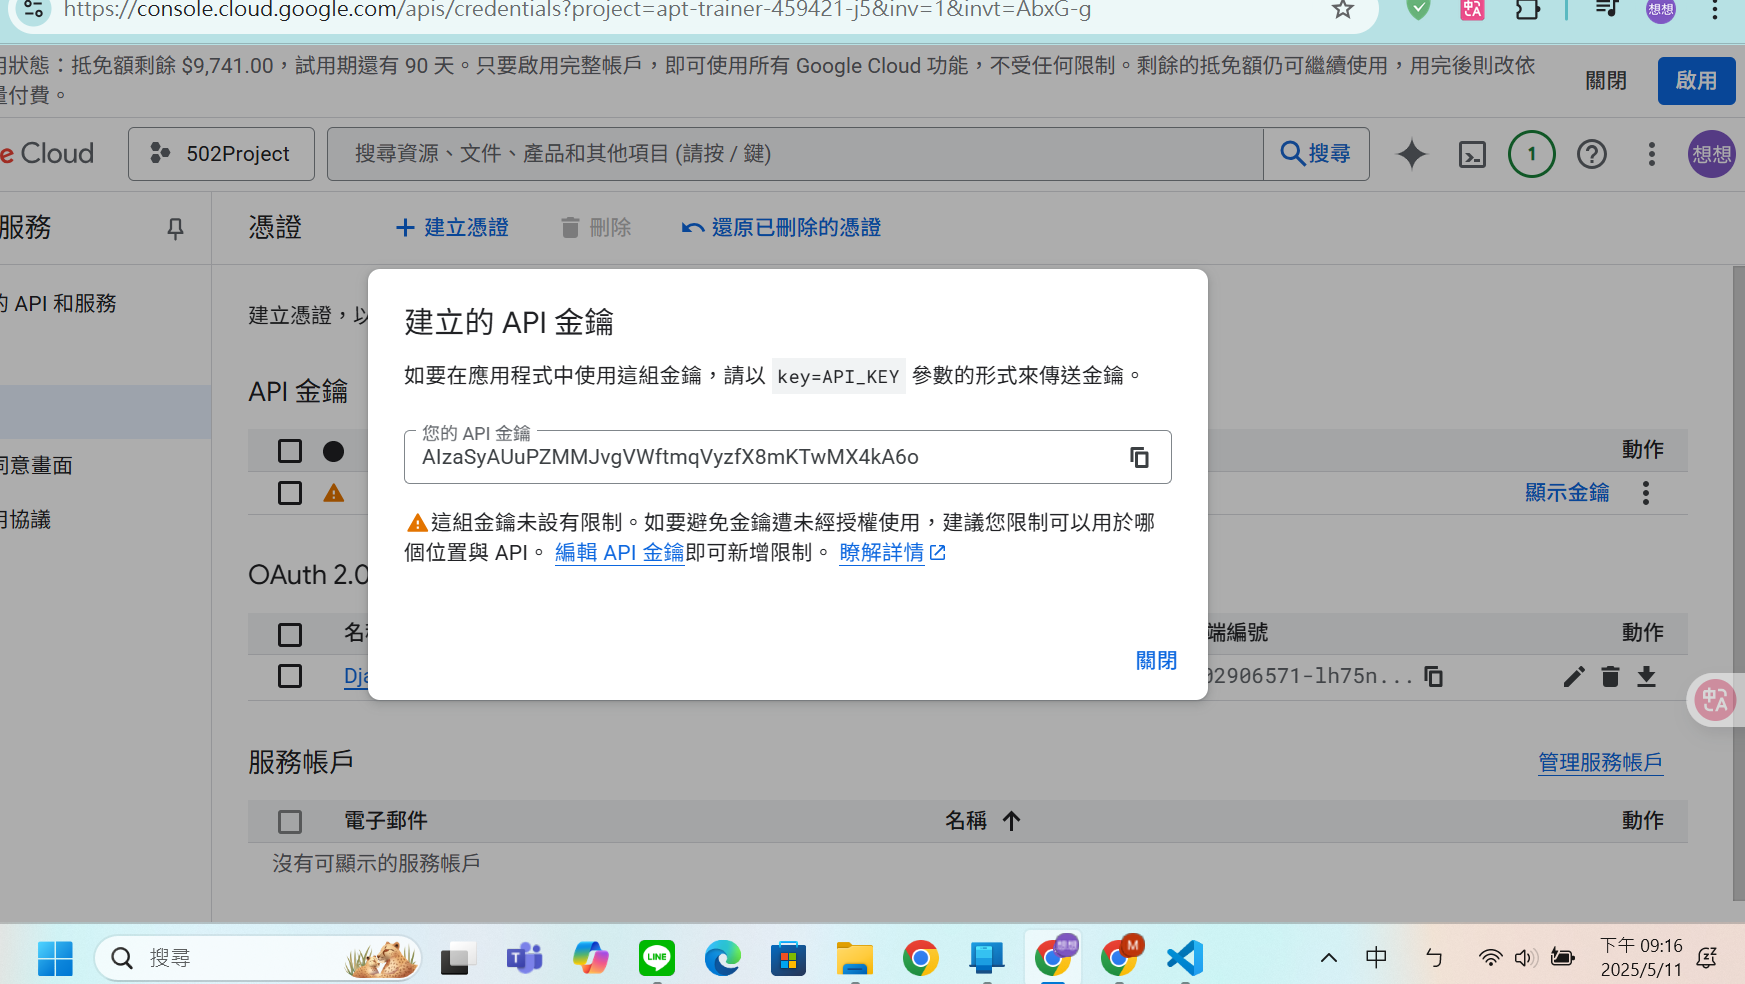 https://console.cloud.google.com/apis/credentials?project=apt-trainer-459421-j5&inv=1&invt=AbxG-g
想想
用狀態：抵免額剩餘 $9,741.00，試用期還有 90 天。只要啟用完整帳戶，即可使用所有 Google Cloud 功能，不受任何限制。剩餘的抵免額仍可繼續使用，用完後則改依
量付費。
關閉
啟用
e Cloud
502Project
搜尋資源、文件、產品和其他項目 (請按 / 鍵)
搜尋
1
想想
服務
憑證
建立憑證
刪除
還原已刪除的憑證
的 API 和服務
建立憑證，以
建立的 API 金鑰
如要在應用程式中使用這組金鑰，請以 key=API_KEY 參數的形式來傳送金鑰。
您的 API 金鑰
AIzaSyAUuPZMMJvgVWftmqVyzfX8mKTwMX4kA6o
這組金鑰未設有限制。如要避免金鑰遭未經授權使用，建議您限制可以用於哪
個位置與 API。 編輯 API 金鑰即可新增限制。 瞭解詳情
關閉
API 金鑰
動作
同意畫面
顯示金鑰
用協議
OAuth 2.0
名稱
端編號
動作
Dja
02906571-lh75n...
服務帳戶
管理服務帳戶
電子郵件
名稱
動作
沒有可顯示的服務帳戶
搜尋
LINE
想想
M
中
ㄅ
下午 09:16
2025/5/11